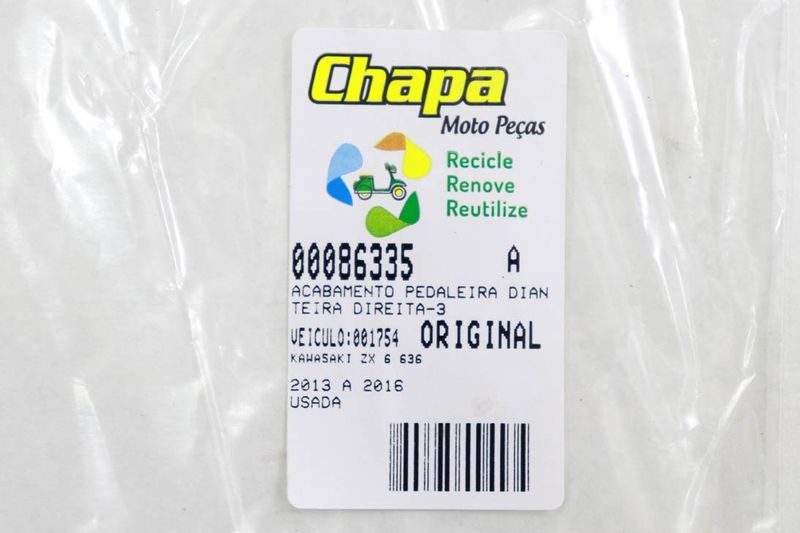 Chapa
Moto Peças
Recicle
Renove
Reutilize
00086335 A
ACABAMENTO PEDALEIRA DIAN
TEIRA DIREITA-3
VEICULO:001754 ORIGINAL
KAWASAKI ZX 6 636
2013 A 2016
USADA